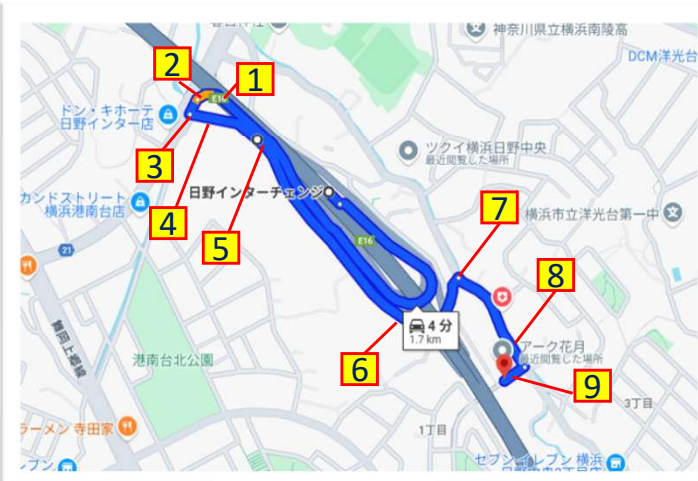 神奈川県立横浜南陵高
DCM洋光台
2
1
E16
ドン・キホーテ
日野インター店
ツクイ横浜日野中央
最近閲覧した場所
3
4
カンドストリート
横浜港南台店
日野インターチェンジ
5
7
横浜市立洋光台第一中
21
E16
8
4 分
1.7 km
6
アーク花月
最近閲覧した場所
港南台北公園
9
3丁目
ラーメン 寺田家
1丁目
セブン-イレブン 横浜